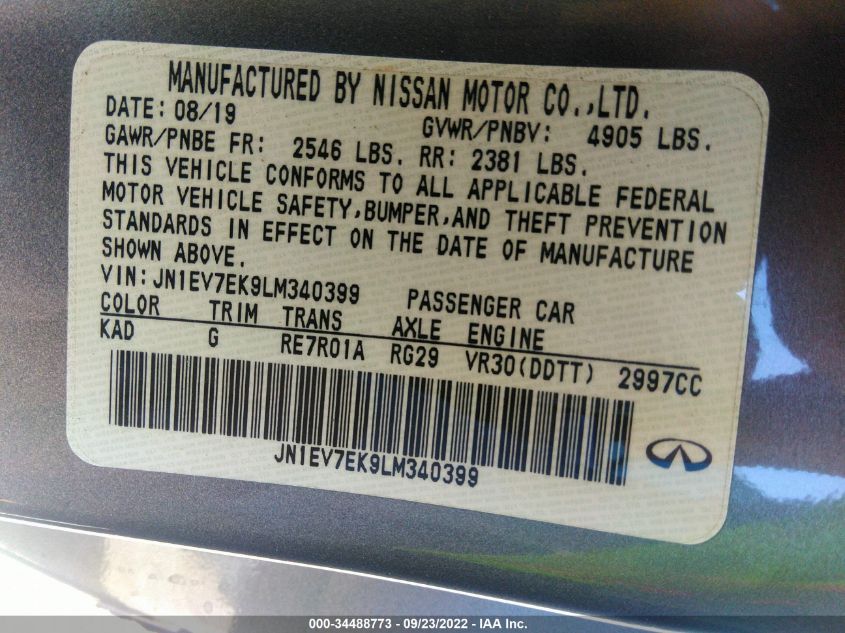 MANUFACTURED BY NISSAN MOTOR CO.,LTD.
DATE: 08/19 GVWR/PNBV: 4905 LBS.
GAWR/PNBE FR: 2546 LBS. RR: 2381 LBS.
THIS VEHICLE CONFORMS TO ALL APPLICABLE FEDERAL
MOTOR VEHICLE SAFETY,BUMPER,AND THEFT PREVENTION
STANDARDS IN EFFECT ON THE DATE OF MANUFACTURE
SHOWN ABOVE.
VIN:JN1EV7EK9LM340399 PASSENGER CAR
COLOR TRIM TRANS AXLE ENGINE
KAD G RE7R01A RG29 VR30(DDTT) 2997CC
JN1EV7EK9LM340399
000-34488773 - 09/23/2022 - IAA Inc.